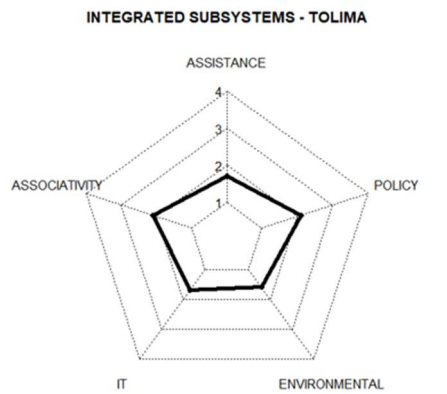 INTEGRATED SUBSYSTEMS - TOLIMA
ASSISTANCE
4
3
2
1
ASSOCIATIVITY
POLICY
IT
ENVIRONMENTAL